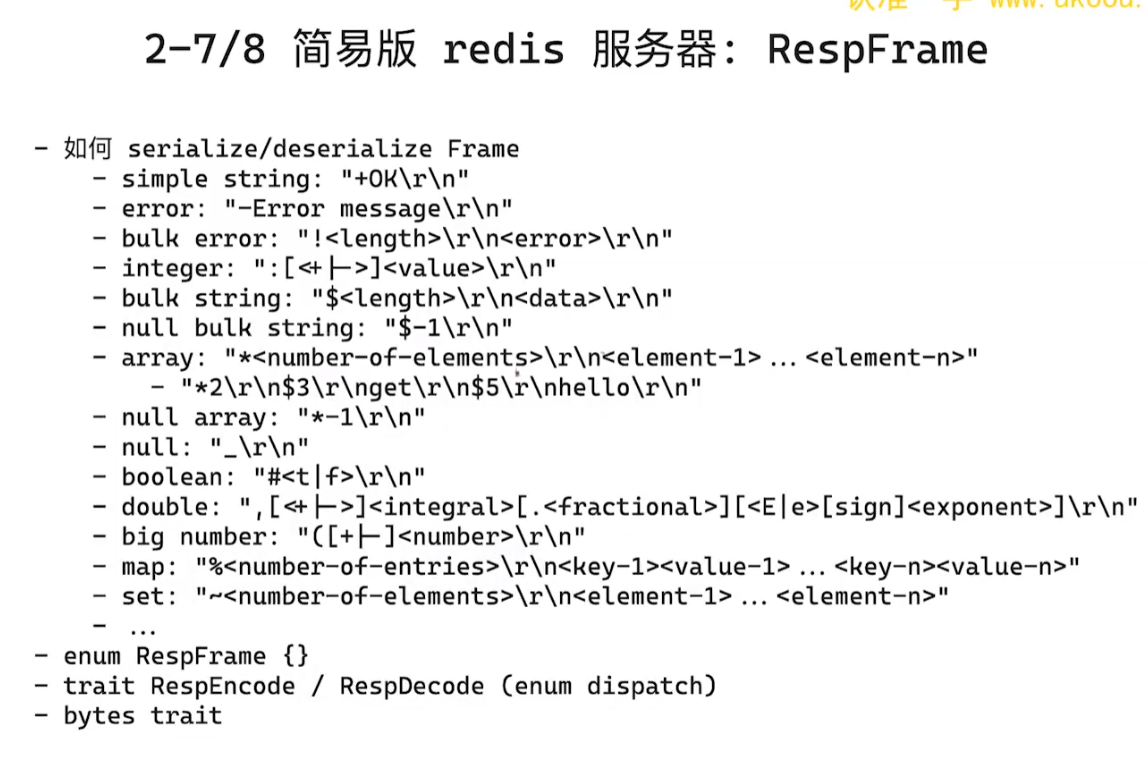 www.ukoou.
2-7/8 简易版 redis 服务器: RespFrame
- 如何 serialize/deserialize Frame
- simple string: "+OK\r\n"
- error: "-Error message\r\n"
- bulk error: "!<length>\r\n<error>\r\n"
- integer: ":[<+|->]<value>\r\n"
- bulk string: "$<length>\r\n<data>\r\n"
- null bulk string: "$-1\r\n"
- array: "*<number-of-elements>\r\n<element-1>...<element-n>"
- "*2\r\n$3\r\nget\r\n$5\r\nhello\r\n"
- null array: "*-1\r\n"
- null: "_\r\n"
- boolean: "#<t|f>\r\n"
- double: ",[<+|->]<integral>[.<fractional>][<E|e>[sign]<exponent>]\r\n"
- big number: "([+|-]<number>\r\n"
- map: "%<number-of-entries>\r\n<key-1><value-1>...<key-n><value-n>"
- set: "~<number-of-elements>\r\n<element-1>...<element-n>"
- ...
- enum RespFrame {}
- trait RespEncode / RespDecode (enum dispatch)
- bytes trait